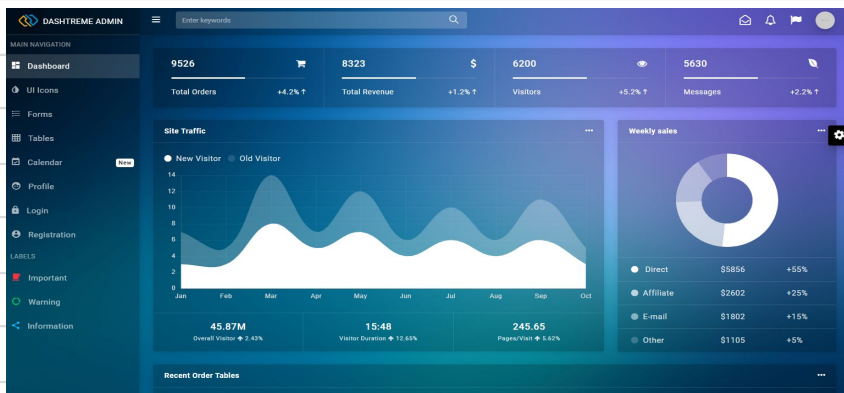 DASHTREME ADMIN
Enter keywords
MAIN NAVIGATION
Dashboard
UI Icons
Forms
Tables
Calendar New
Profile
Login
Registration
LABELS
Important
Warning
Information
9526
Total Orders +4.2% ↑
8323 $
Total Revenue +1.2% ↑
6200
Visitors +5.2% ↑
5630
Messages +2.2% ↑
Site Traffic
New Visitor Old Visitor
14
12
10
8
6
4
2
0
Jan Feb Mar Apr May Jun Jul Aug Sep Oct
45.87M
Overall Visitor ↑ 2.43%
15:48
Visitor Duration ↑ 12.65%
245.65
Pages/Visit ↑ 5.62%
Weekly sales
Direct $5856 +55%
Affiliate $2602 +25%
E-mail $1802 +15%
Other $1105 +5%
Recent Order Tables